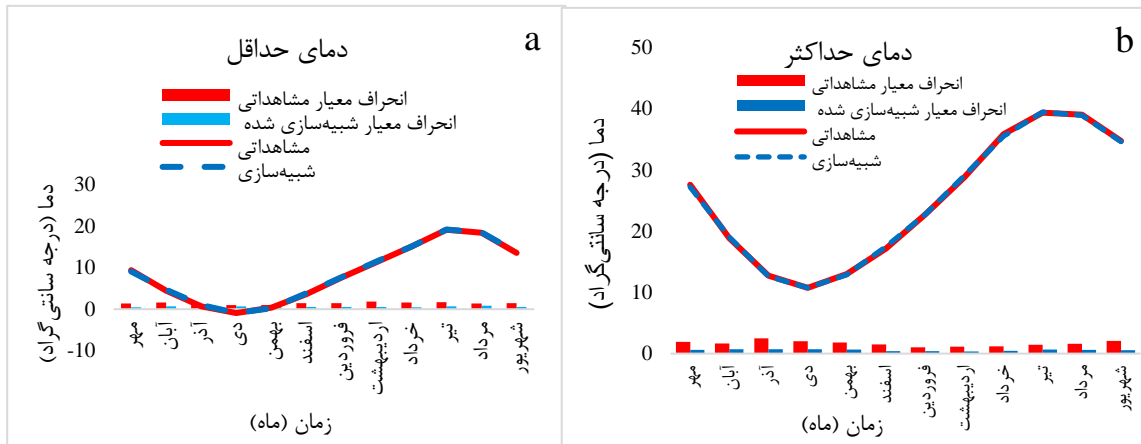 a
دمای حداقل
انحراف معیار مشاهداتی
انحراف معیار شبیه‌سازی شده
مشاهداتی
شبیه‌سازی
دما (درجه سانتی‌گراد)
30
20
10
0
-10
مهر
آبان
آذر
دی
بهمن
اسفند
فروردین
اردیبهشت
خرداد
تیر
مرداد
شهریور
زمان (ماه)
b
دمای حداکثر
انحراف معیار مشاهداتی
انحراف معیار شبیه‌سازی شده
مشاهداتی
شبیه‌سازی
دما (درجه سانتی‌گراد)
50
40
30
20
10
0
مهر
آبان
آذر
دی
بهمن
اسفند
فروردین
اردیبهشت
خرداد
تیر
مرداد
شهریور
زمان (ماه)